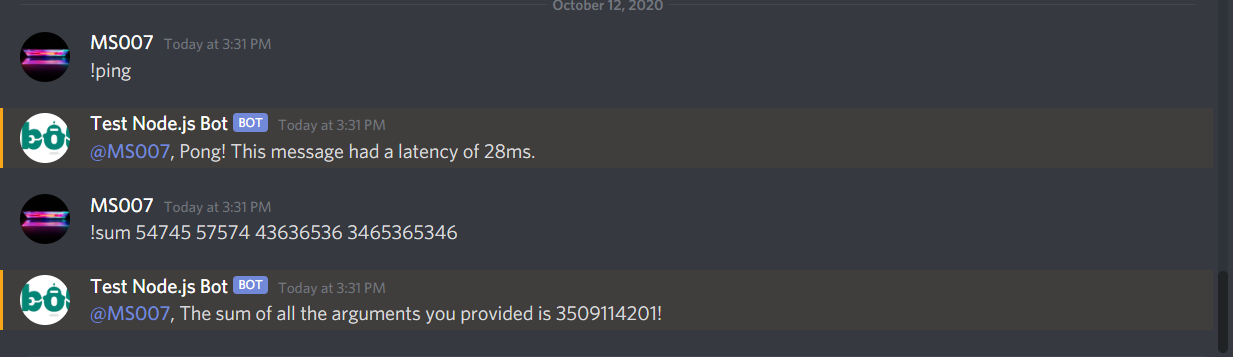 October 12, 2020
MS007 Today at 3:31 PM
!ping
Test Node.js Bot BOT Today at 3:31 PM
@MS007, Pong! This message had a latency of 28ms.
MS007 Today at 3:31 PM
!sum 54745 57574 43636536 3465365346
Test Node.js Bot BOT Today at 3:31 PM
@MS007, The sum of all the arguments you provided is 3509114201!